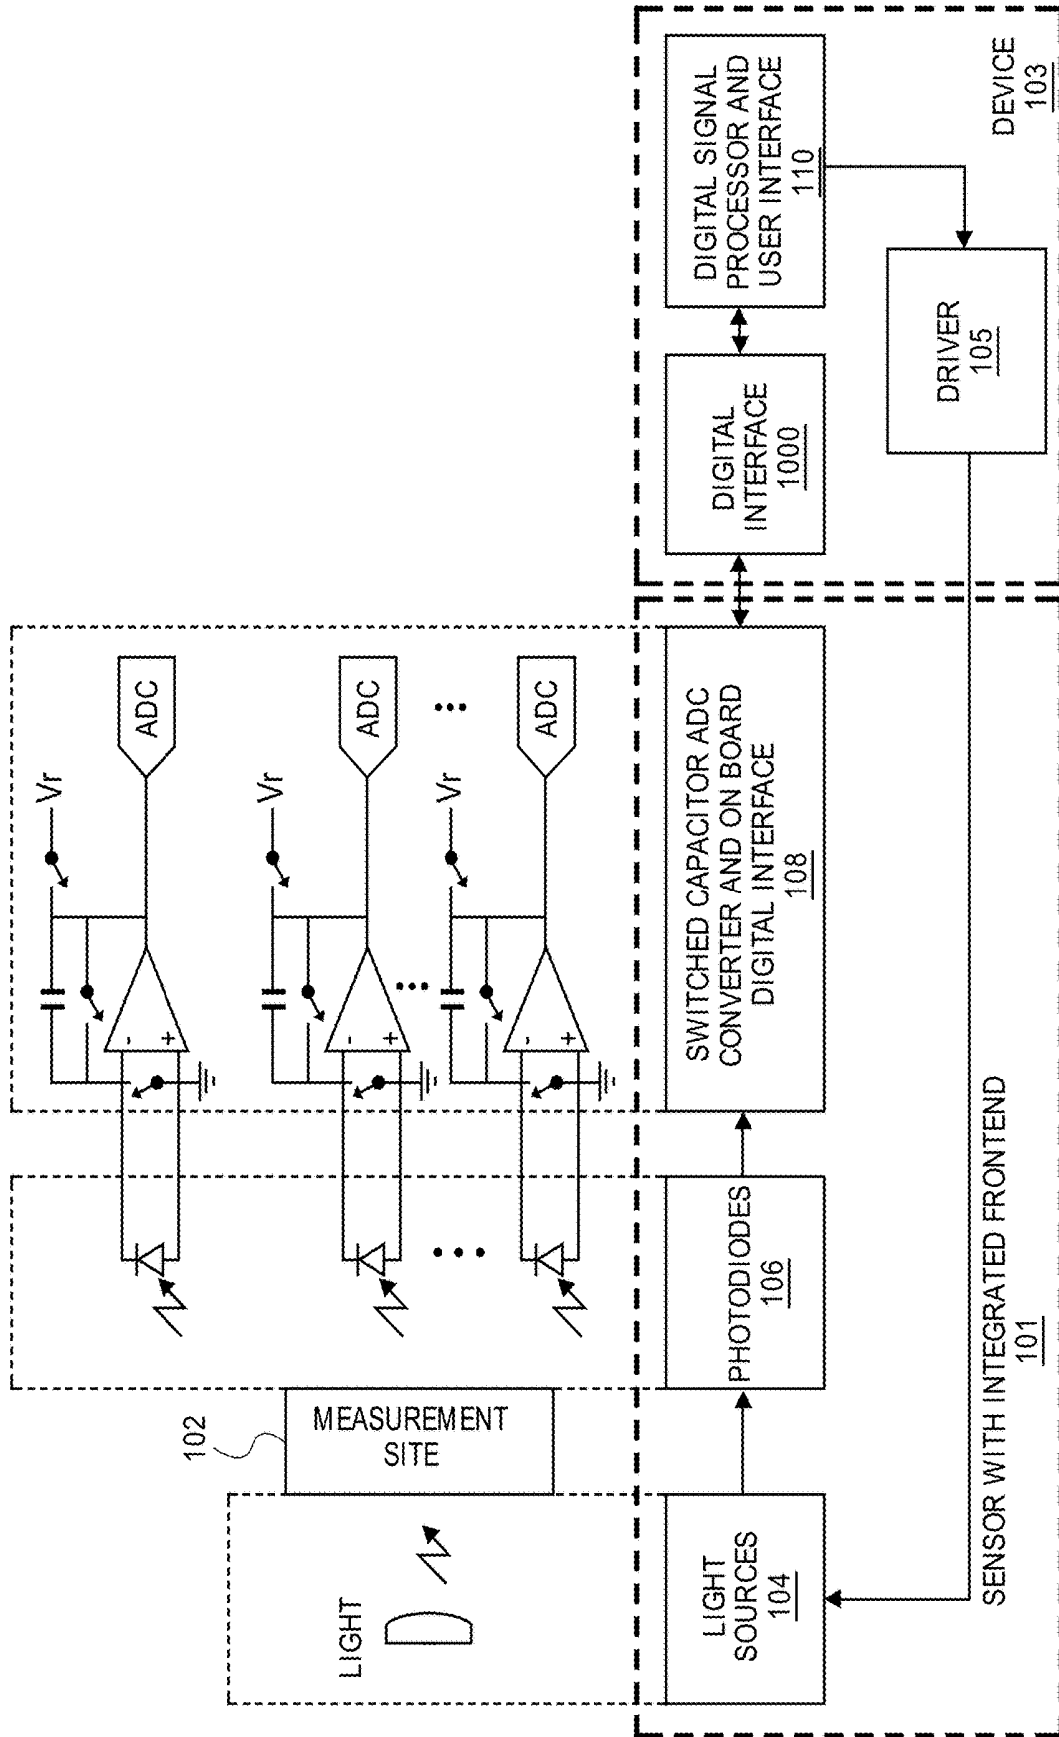 102
MEASUREMENT
SITE
LIGHT
Vr
ADC
-
+
Vr
ADC
-
+
Vr
ADC
-
+
LIGHT
SOURCES
104
PHOTODIODES
106
SWITCHED CAPACITOR ADC
CONVERTER AND ON BOARD
DIGITAL INTERFACE
108
DIGITAL
INTERFACE
1000
DIGITAL SIGNAL
PROCESSOR AND
USER INTERFACE
110
DRIVER
105
DEVICE
103
SENSOR WITH INTEGRATED FRONTEND
101